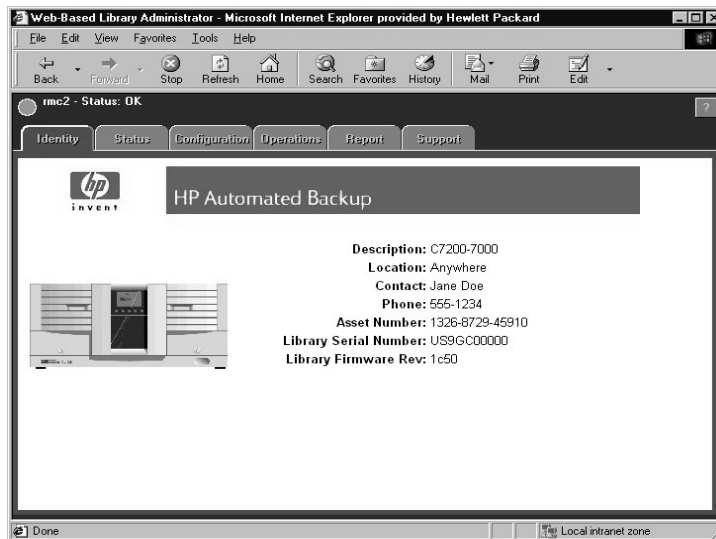 Web-Based Library Administrator - Microsoft Internet Explorer provided by Hewlett Packard
File Edit View Favorites Tools Help
Back Forward Stop Refresh Home Search Favorites History Mail Print Edit
rmc2 - Status: OK
?
Identity Status Configuration Operations Report Support
hp
invent
HP Automated Backup
Description: C7200-7000
Location: Anywhere
Contact: Jane Doe
Phone: 555-1234
Asset Number: 1326-8729-45910
Library Serial Number: US9GC00000
Library Firmware Rev: 1c50
Done
Local intranet zone